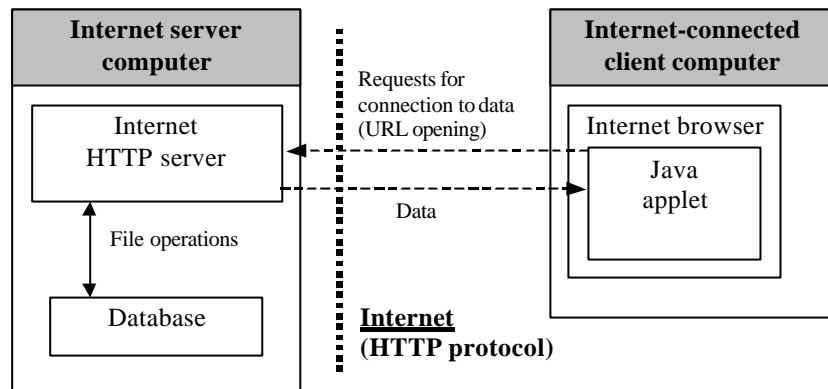 Internet server
computer
Internet
HTTP server
File operations
Database
Requests for
connection to data
(URL opening)
Data
Internet
(HTTP protocol)
Internet-connected
client computer
Internet browser
Java
applet